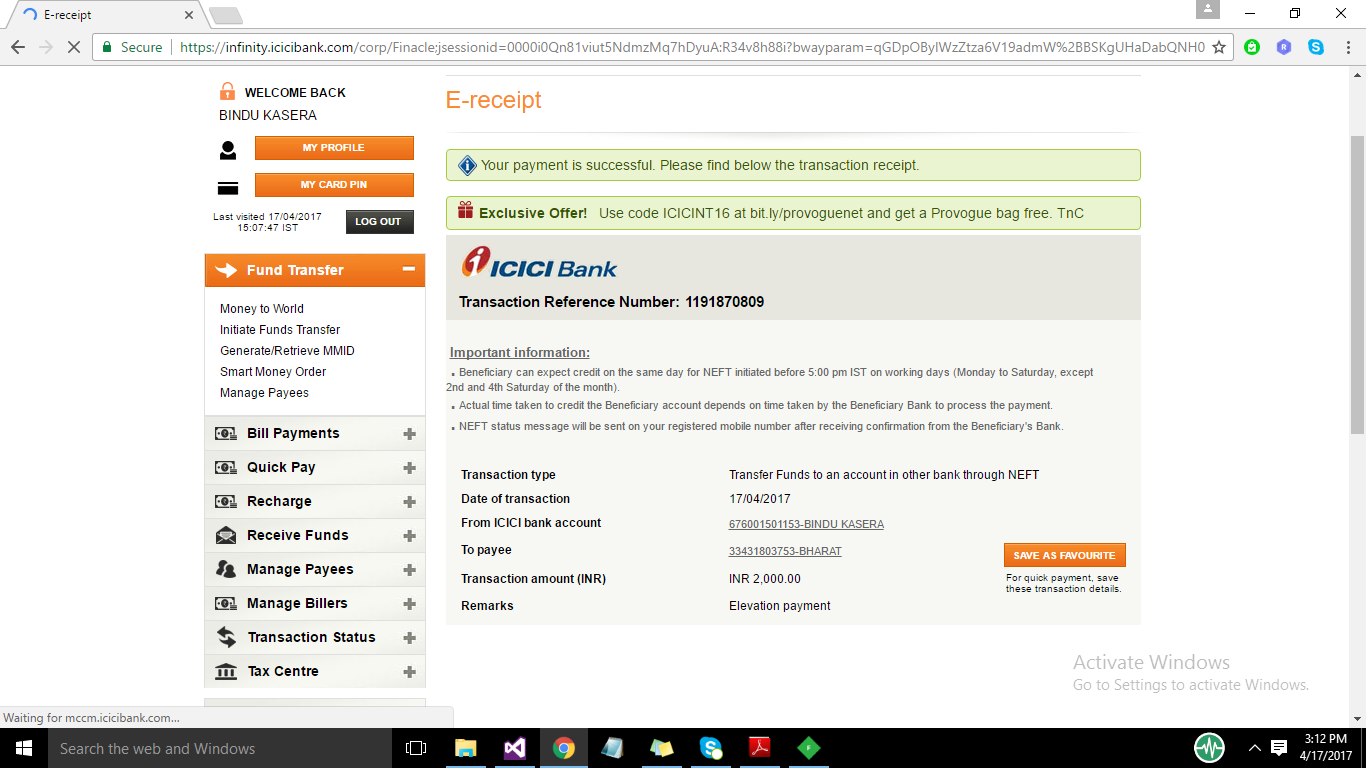 E-receipt
Secure
https://infinity.icicibank.com/corp/Finacle;jsessionid=0000i0Qn81viut5NdmzMq7hDyuA:R34v8h88i?bwayparam=qGDpOBylWzZtza6V19admW%2BBSKgUHaDabQNH0
WELCOME BACK
BINDU KASERA
MY PROFILE
MY CARD PIN
Last visited 17/04/2017
15:07:47 IST
LOG OUT
Fund Transfer
Money to World
Initiate Funds Transfer
Generate/Retrieve MMID
Smart Money Order
Manage Payees
Bill Payments
Quick Pay
Recharge
Receive Funds
Manage Payees
Manage Billers
Transaction Status
Tax Centre
E-receipt
Your payment is successful. Please find below the transaction receipt.
Exclusive Offer! Use code ICICINT16 at bit.ly/provoguenet and get a Provogue bag free. TnC
ICICI Bank
Transaction Reference Number: 1191870809
Important information:
Beneficiary can expect credit on the same day for NEFT initiated before 5:00 pm IST on working days (Monday to Saturday, except
2nd and 4th Saturday of the month).
Actual time taken to credit the Beneficiary account depends on time taken by the Beneficiary Bank to process the payment.
NEFT status message will be sent on your registered mobile number after receiving confirmation from the Beneficiary's Bank.
Transaction type Transfer Funds to an account in other bank through NEFT
Date of transaction 17/04/2017
From ICICI bank account 676001501153-BINDU KASERA
To payee 33431803753-BHARAT
SAVE AS FAVOURITE
For quick payment, save
these transaction details.
Transaction amount (INR) INR 2,000.00
Remarks Elevation payment
Activate Windows
Go to Settings to activate Windows.
Waiting for mccm.icicibank.com...
Search the web and Windows
3:12 PM
4/17/2017